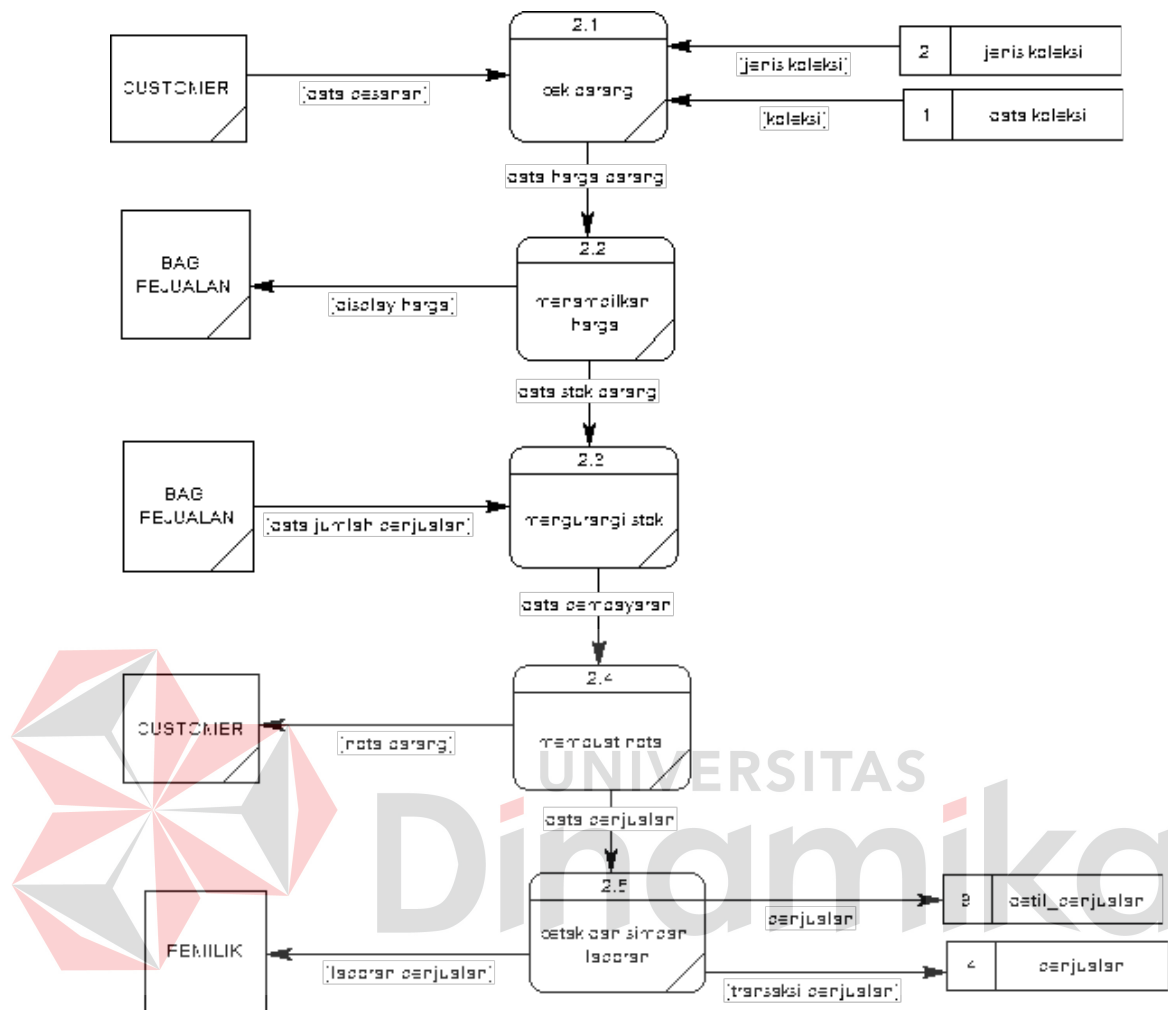 2.1
cek barang
CUSTOMER
[data pesanan]
[jenis koleksi]
2 jenis koleksi
[koleksi]
1 data koleksi
data harga barang
BAG
PEJUALAN
[display harga]
2.2
menampilkan
harga
data stok barang
BAG
PEJUALAN
[data jumlah penjualan]
2.3
mengurangi stok
data pembayaran
CUSTOMER
[nota barang]
2.4
membuat nota
UNIVERSITAS
Dinamika
data penjualan
PEMILIK
[laporan penjualan]
2.5
cetak dan simpan
laporan
penjualan
detil_penjualan
[transaksi penjualan]
4 penjualan